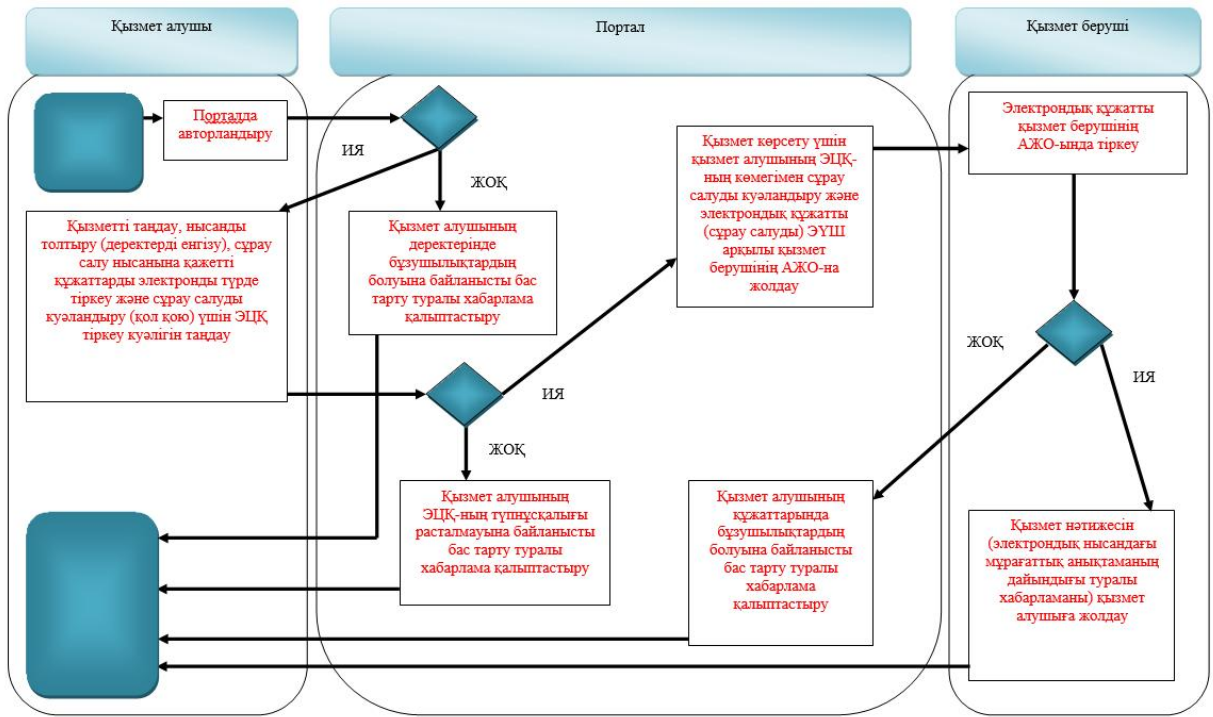 Қызмет алушы
Портал
Қызмет беруші
Порталда
авторландыру
ИЯ
ЖОҚ
Қызметті таңдау, нысанды
толтыру (деректерді енгізу), сұрау
салу нысанына қажетті
құжаттарды электронды түрде
тіркеу және сұрау салуды
куәландыру (қол қою) үшін ЭЦҚ
тіркеу куәлігін таңдау
Қызмет алушының
деректерінде
бұзушылықтардың
болуына байланысты бас
тарту туралы хабарлама
қалыптастыру
ИЯ
ЖОҚ
Қызмет алушының
ЭЦҚ-ның түпнұсқалығы
расталмауына байланысты
бас тарту туралы
хабарлама қалыптастыру
Қызмет көрсету үшін
қызмет алушының ЭЦҚ-
ның көмегімен сұрау
салуды куәландыру және
электрондық құжатты
(сұрау салуды) ЭҮШ
арқылы қызмет
берушінің АЖО-на
жолдау
Электрондық құжатты
қызмет берушінің
АЖО-ында тіркеу
ЖОҚ
ИЯ
Қызмет алушының
құжаттарында
бұзушылықтардың
болуына байланысты
бас тарту туралы
хабарлама
қалыптастыру
Қызмет нәтижесін
(электрондық нысандағы
мұрағаттық анықтаманың
дайындығы туралы
хабарламаны) қызмет
алушыға жолдау